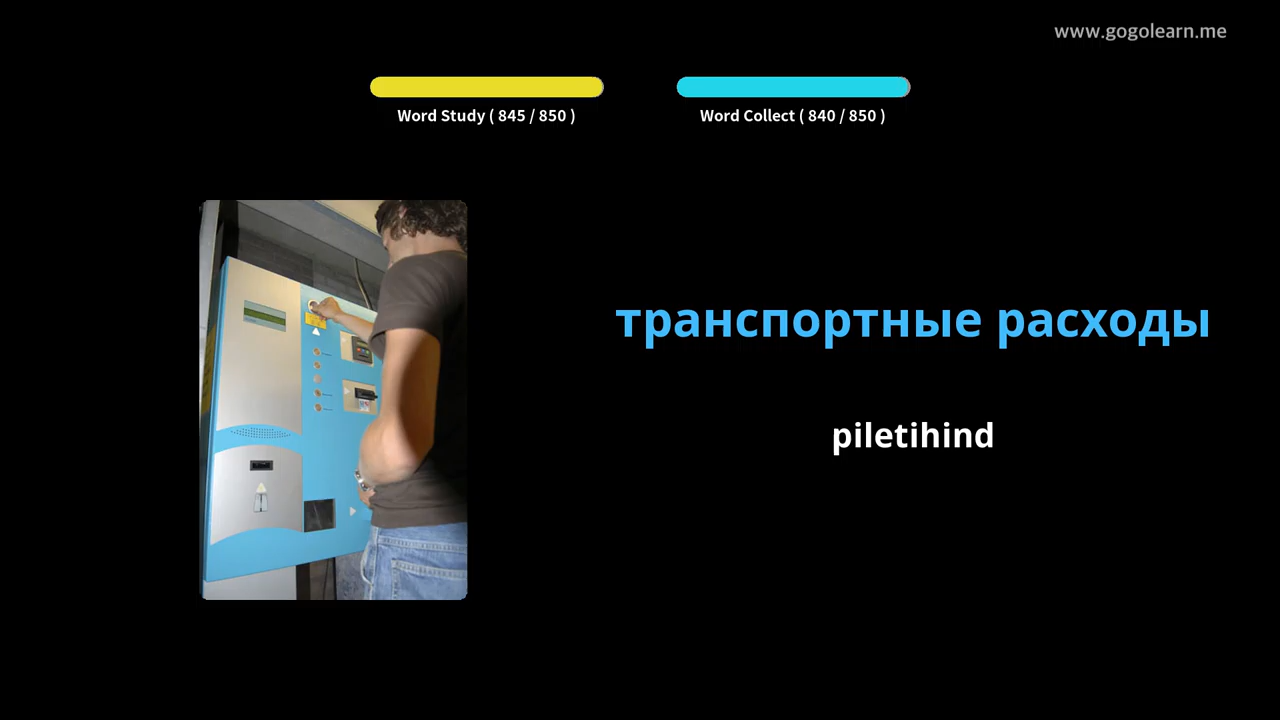 www.gogolearn.me
Word Study ( 845 / 850 )
Word Collect ( 840 / 850 )
транспортные расходы
piletihind